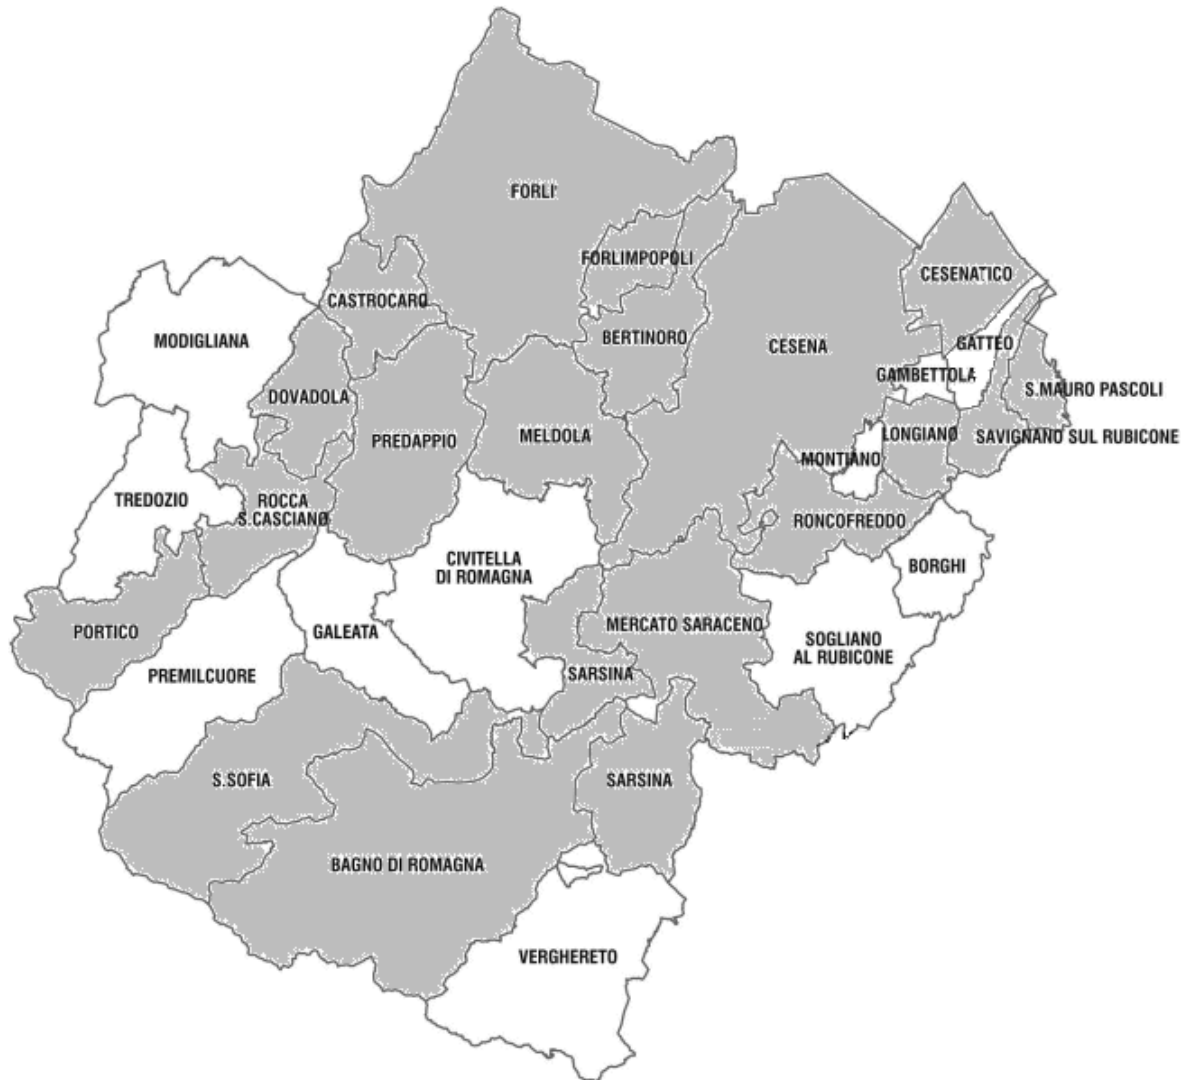 FORLI'
FORLIMPOPOLI
CESENATICO
CASTROCARO
MODIGLIANA
BERTINORO
CESENA
GATTEO
GAMBETTOLA
S.MAURO PASCOLI
DOVADOLA
PREDAPPIO
MELDOLA
LONGIANO
SAVIGNANO SUL RUBICONE
MONTIANO
TREDOZIO
ROCCA
S.CASCIANO
RONCOFREDDO
CIVITELLA
DI ROMAGNA
BORGHI
PORTICO
GALEATA
MERCATO SARACENO
SOGLIANO
AL RUBICONE
PREMILCUORE
SARSINA
S.SOFIA
SARSINA
BAGNO DI ROMAGNA
VERGHERETO